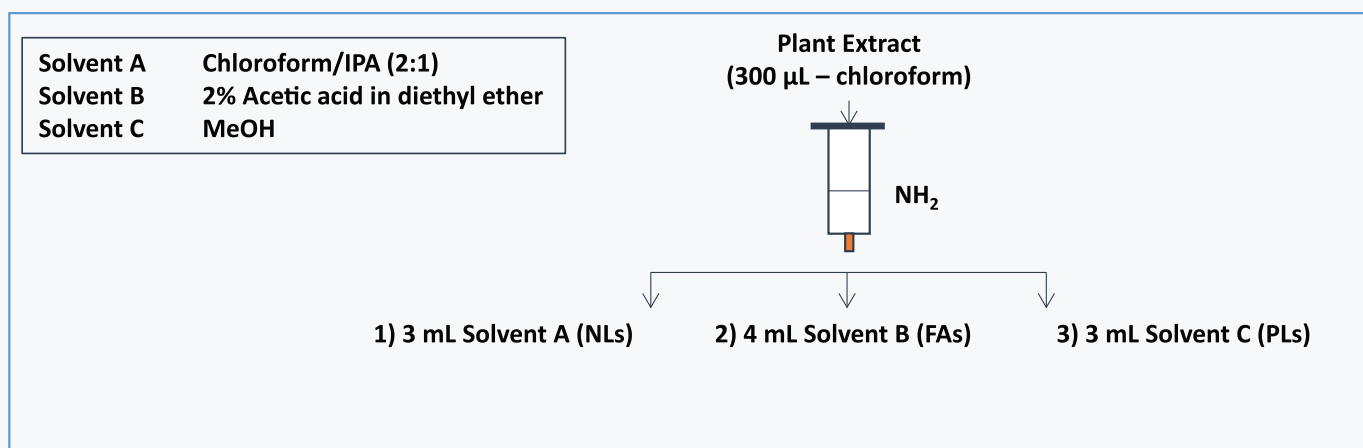 Solvent A Chloroform/IPA (2:1)
Solvent B 2% Acetic acid in diethyl ether
Solvent C MeOH
Plant Extract
(300 µL – chloroform)
NH₂
1) 3 mL Solvent A (NLs) 2) 4 mL Solvent B (FAs) 3) 3 mL Solvent C (PLs)